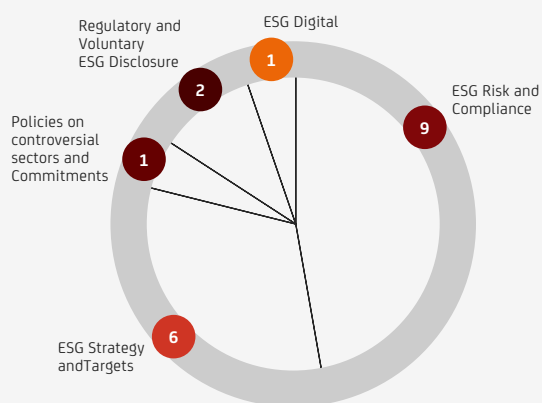 ESG Digital
1
Regulatory and
Voluntary
ESG Disclosure
2
ESG Risk and
Compliance
9
Policies on
controversial
sectors and
Commitments
1
ESG Strategy
andTargets
6